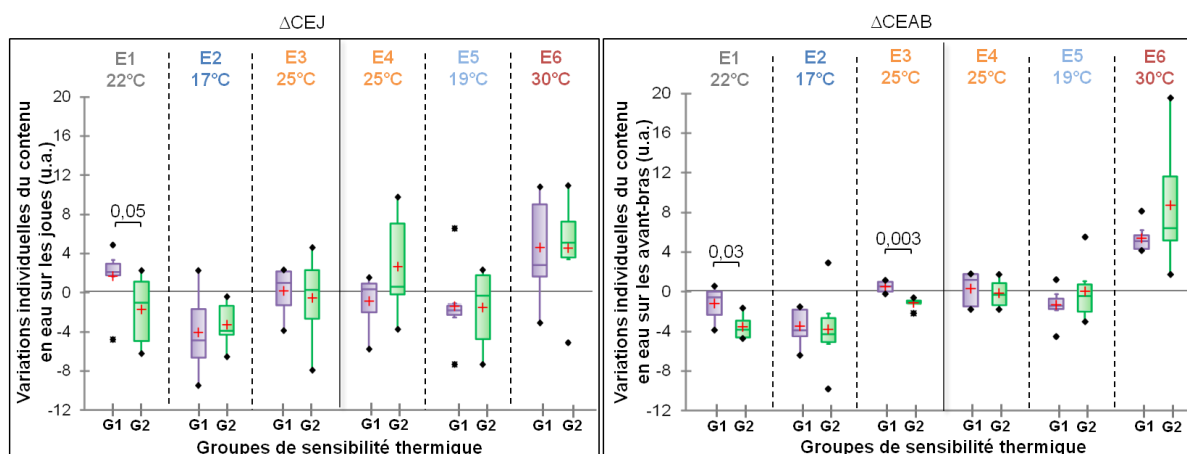 ΔCEJ
E1 E2 E3 E4 E5 E6
22°C 17°C 25°C 25°C 19°C 30°C
Variations individuelles du contenu
en eau sur les joues (u.a.)
20
16
12
8
4
0
-4
-8
-12
0,05
G1 G2 G1 G2 G1 G2 G1 G2 G1 G2 G1 G2
Groupes de sensibilité thermique
ΔCEAB
E1 E2 E3 E4 E5 E6
22°C 17°C 25°C 25°C 19°C 30°C
Variations individuelles du contenu
en eau sur les avant-bras (u.a.)
20
16
12
8
4
0
-4
-8
-12
0,03
0,003
G1 G2 G1 G2 G1 G2 G1 G2 G1 G2 G1 G2
Groupes de sensibilité thermique